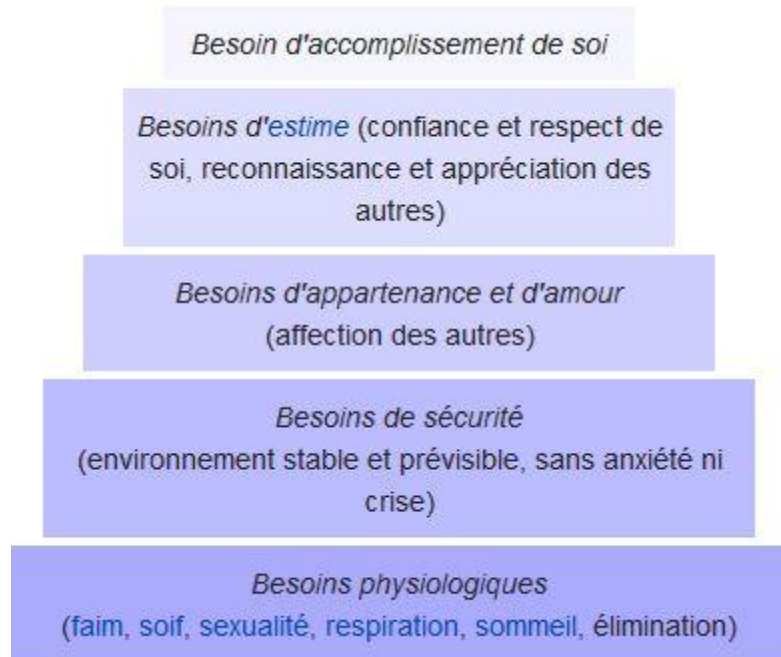 Besoin d'accomplissement de soi
Besoins d'estime (confiance et respect de
soi, reconnaissance et appréciation des
autres)
Besoins d'appartenance et d'amour
(affection des autres)
Besoins de sécurité
(environnement stable et prévisible, sans anxiété ni
crise)
Besoins physiologiques
(faim, soif, sexualité, respiration, sommeil, élimination)